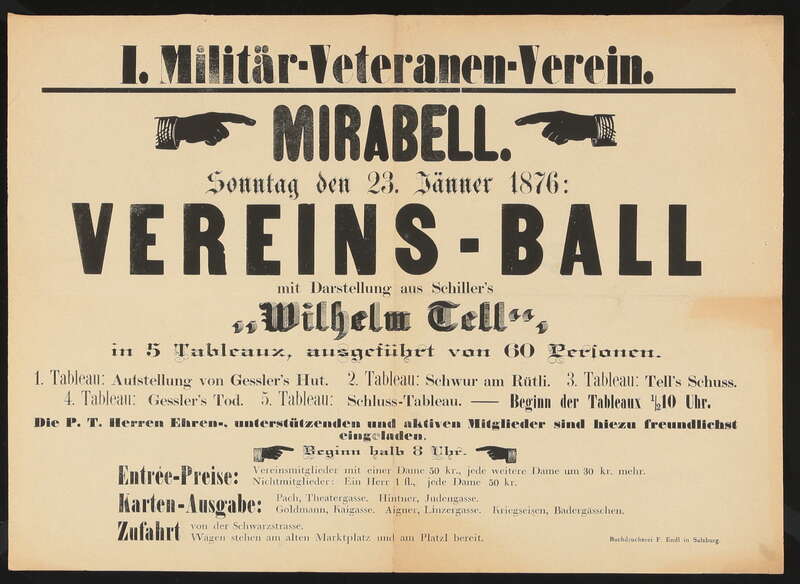 I. Militär-Veteranen-Verein.
MIRABELL.
Sonntag den 23. Jänner 1876:
VEREINS-BALL
mit Darstellung aus Schiller's
„Wilhelm Tell“,
in 5 Tableaux, ausgeführt von 60 Personen.
1. Tableau: Aufstellung von Gessler's Hut. 2. Tableau: Schwur am Rütli. 3. Tableau: Tell's Schuss.
4. Tableau: Gessler's Tod. 5. Tableau: Schluss-Tableau. — Beginn der Tableaux ½10 Uhr.
Die P. T. Herren Ehren-, unterstützenden und aktiven Mitglieder sind hiezu freundlichst
eingeladen.
Beginn halb 8 Uhr.
Entrée-Preise: Vereinsmitglieder mit einer Dame 50 kr., jede weitere Dame um 30 kr. mehr.
Nichtmitglieder: Ein Herr 1 fl., jede Dame 50 kr.
Karten-Ausgabe: Pach, Theatergasse. Hintner, Judengasse.
Goldmann, Kaigasse. Aigner, Linzergasse. Kriegseisen, Badergässchen.
Zufahrt von der Schwarzstrasse.
Wägen stehen am alten Marktplatz und am Platzl bereit.
Buchdruckerei F. Endl in Salzburg.